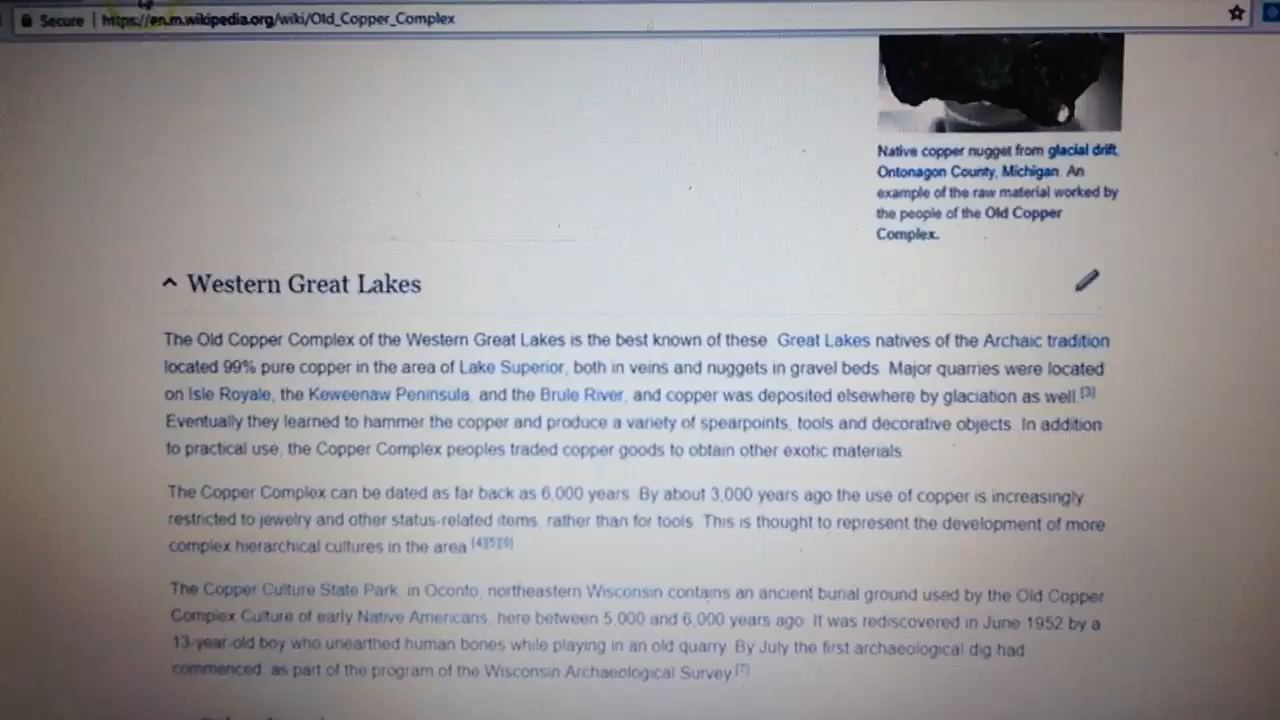 Secure | https://en.m.wikipedia.org/wiki/Old_Copper_Complex
Native copper nugget from glacial drift,
Ontonagon County, Michigan. An
example of the raw material worked by
the people of the Old Copper
Complex.
Western Great Lakes
The Old Copper Complex of the Western Great Lakes is the best known of these. Great Lakes natives of the Archaic tradition
located 99% pure copper in the area of Lake Superior, both in veins and nuggets in gravel beds. Major quarries were located
on Isle Royale, the Keweenaw Peninsula, and the Brule River, and copper was deposited elsewhere by glaciation as well.[3]
Eventually they learned to hammer the copper and produce a variety of spearpoints, tools and decorative objects. In addition
to practical use, the Copper Complex peoples traded copper goods to obtain other exotic materials.
The Copper Complex can be dated as far back as 6,000 years. By about 3,000 years ago the use of copper is increasingly
restricted to jewelry and other status-related items, rather than for tools. This is thought to represent the development of more
complex hierarchical cultures in the area.[4][5][6]
The Copper Culture State Park, in Oconto, northeastern Wisconsin contains an ancient burial ground used by the Old Copper
Complex Culture of early Native Americans, here between 5,000 and 6,000 years ago. It was rediscovered in June 1952 by a
13-year-old boy who unearthed human bones while playing in an old quarry. By July the first archaeological dig had
commenced, as part of the program of the Wisconsin Archaeological Survey.[7]